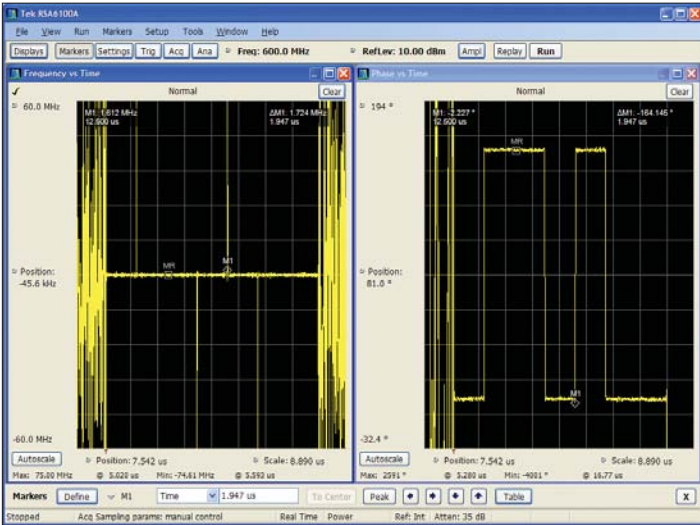 Tek RSA6100A
File View Run Markers Setup Tools Window Help
Displays Markers Settings Trig Acq Ana Freq: 600.0 MHz RefLev: 10.00 dBm Ampl Replay Run
Frequency vs Time
Normal Clear
60.0 MHz
M1: 1.612 MHz
12.500 us
ΔM1: 1.724 MHz
1.947 us
MR
M1
Position:
-45.6 kHz
-60.0 MHz
Autoscale Position: 7.542 us Scale: 8.890 us
Max: 75.00 MHz @ 5.020 us Min: -74.61 MHz @ 5.592 us
Phase vs Time
Normal Clear
194 °
M1: -2.227 °
12.500 us
ΔM1: -164.146 °
1.947 us
MR
M1
Position:
81.0 °
-32.4 °
Autoscale Position: 7.542 us Scale: 8.890 us
Max: 2591 ° @ 5.280 us Min: -4001 ° @ 16.77 us
Markers Define M1 Time 1.947 us To Center Peak Table X
Stopped Acq Sampling params: manual control Real Time Power Ref: Int Atten: 35 dB